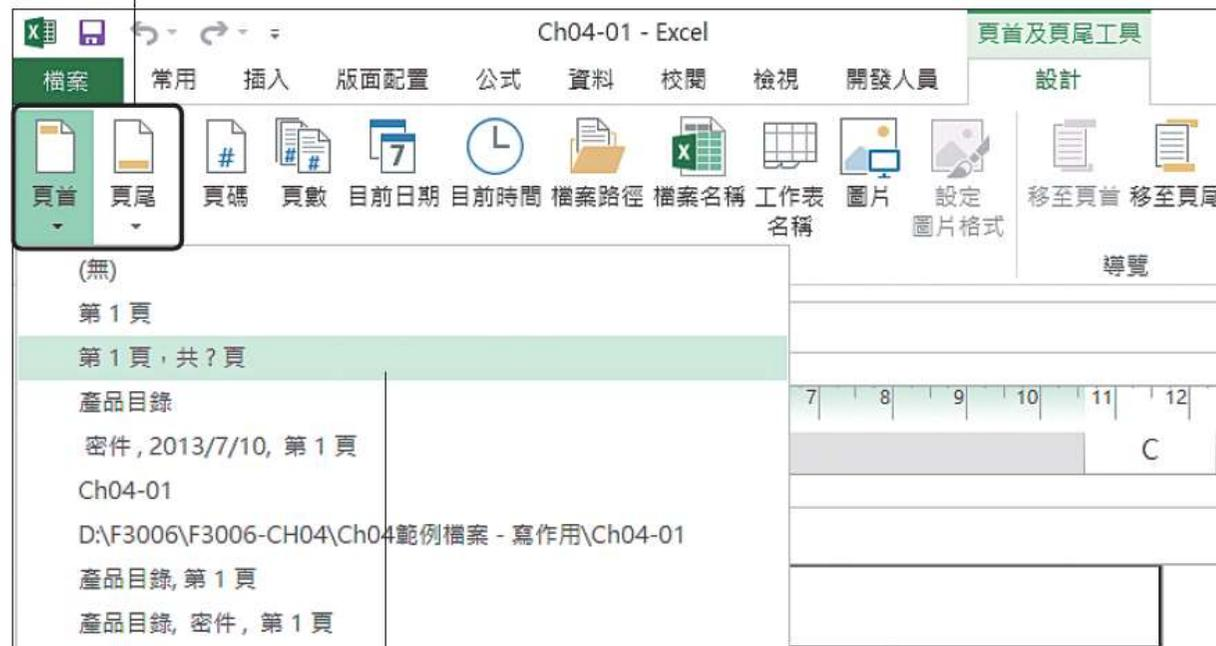 Ch04-01 - Excel
頁首及頁尾工具
檔案 常用 插入 版面配置 公式 資料 校閱 檢視 開發人員 設計
# # # 7 L X
頁首 頁尾 頁碼 頁數 目前日期 目前時間 檔案路徑 檔案名稱 工作表名稱 圖片 設定圖片格式 移至頁首 移至頁尾
導覽
(無)
第 1 頁
第 1 頁,共 ? 頁
產品目錄
密件 , 2013/7/10, 第 1 頁
Ch04-01
D:\F3006\F3006-CH04\Ch04範例檔案 - 寫作用\Ch04-01
產品目錄, 第 1 頁
產品目錄, 密件 , 第 1 頁
7 8 9 10 11 12
C